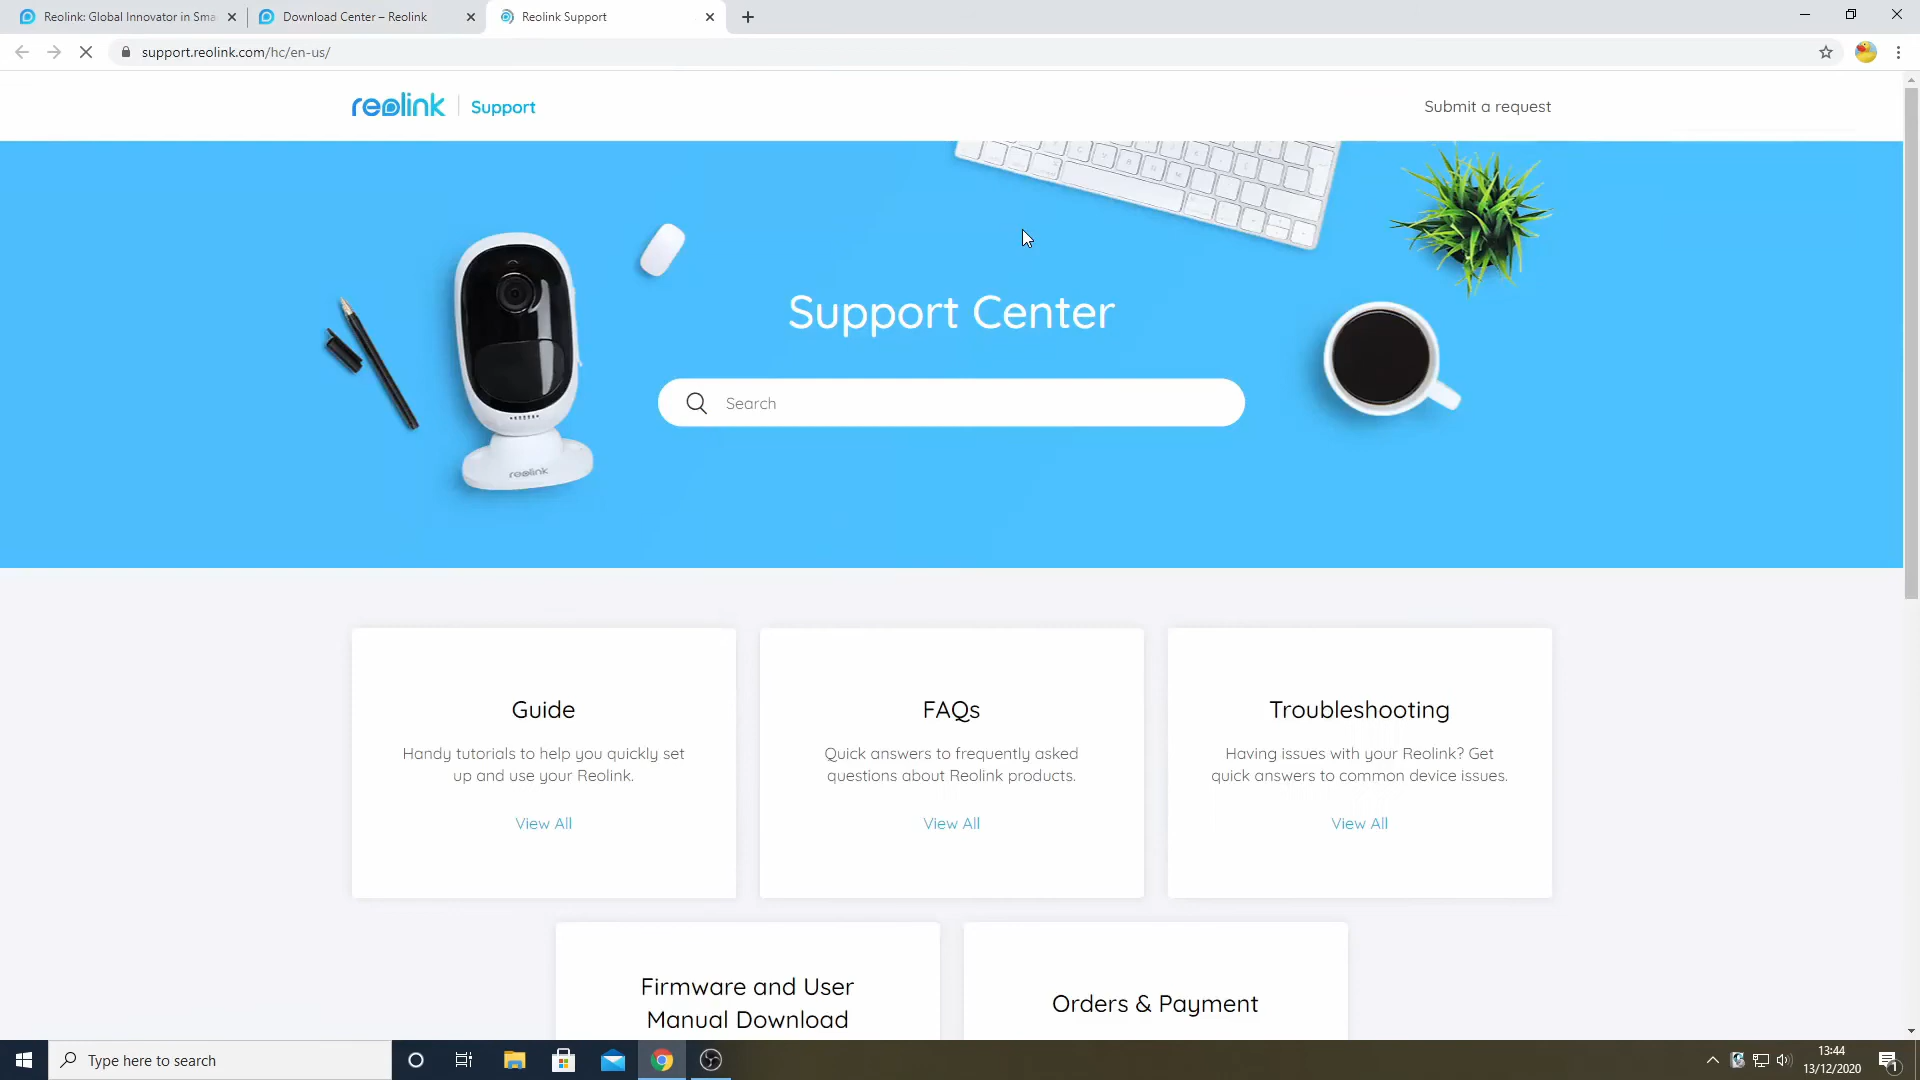 Reolink: Global Innovator in Sma
Download Center – Reolink
Reolink Support
support.reolink.com/hc/en-us/
reolink
Support
Submit a request
Support Center
Search
reolink
Guide
Handy tutorials to help you quickly set
up and use your Reolink.
View All
FAQs
Quick answers to frequently asked
questions about Reolink products.
View All
Troubleshooting
Having issues with your Reolink? Get
quick answers to common device issues.
View All
Firmware and User
Manual Download
Orders & Payment
Type here to search
13:44
13/12/2020
1